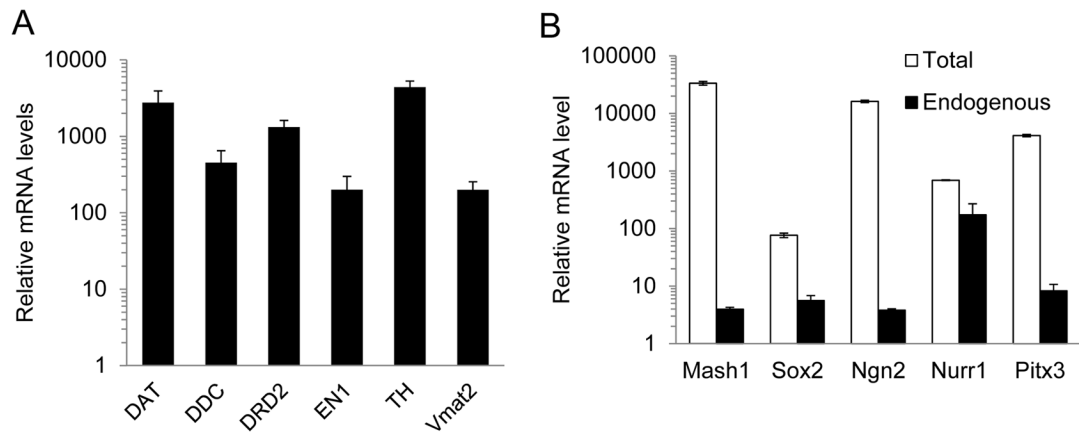 A
Relative mRNA levels
10000
1000
100
10
1
DAT
DDC
DRD2
EN1
TH
Vmat2
B
Relative mRNA level
100000
10000
1000
100
10
1
Total
Endogenous
Mash1
Sox2
Ngn2
Nurr1
Pitx3